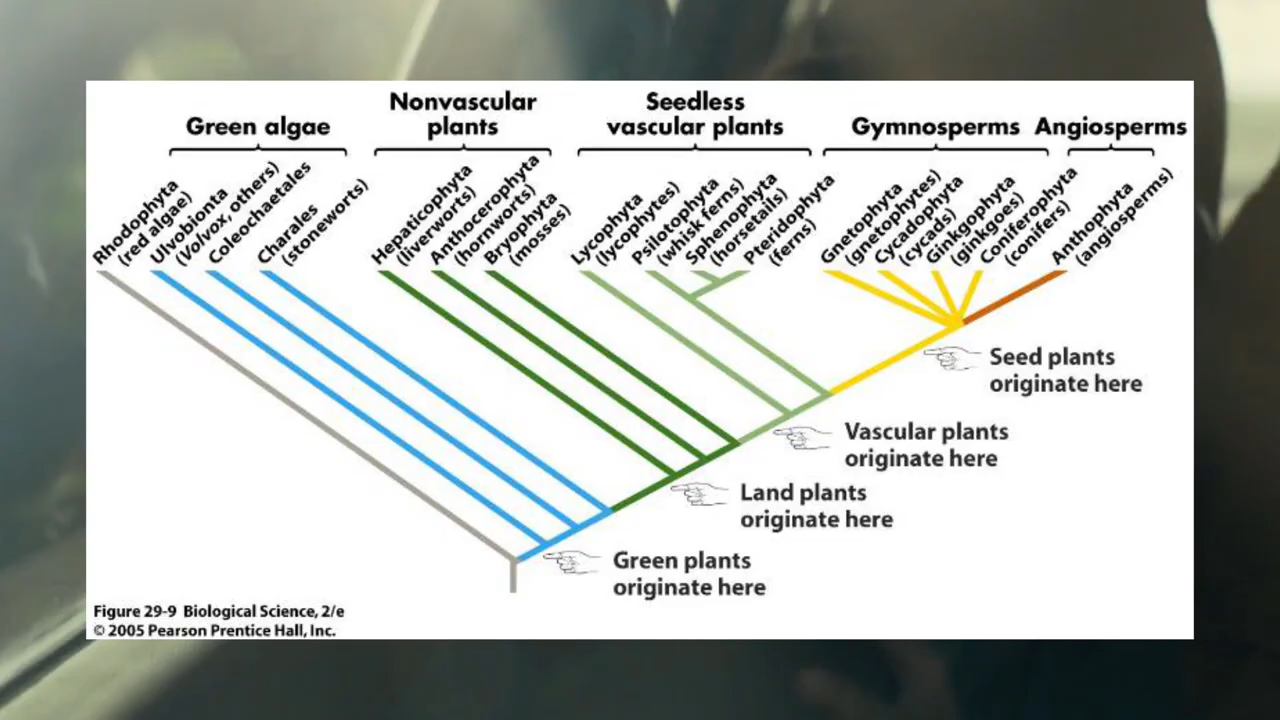 Green algae
Nonvascular
plants
Seedless
vascular plants
Gymnosperms
Angiosperms
Rhodophyta
(red algae)
Ulvobionta
(Volvox, others)
Coleochaetales
Charales
(stoneworts)
Hepaticophyta
(liverworts)
Anthocerophyta
(hornworts)
Bryophyta
(mosses)
Lycophyta
(lycophytes)
Psilotophyta
(whisk ferns)
Sphenophyta
(horsetails)
Pteridophyta
(ferns)
Gnetophyta
(gnetophytes)
Cycadophyta
(cycads)
Ginkgophyta
(ginkgoes)
Coniferophyta
(conifers)
Anthophyta
(angiosperms)
Seed plants
originate here
Vascular plants
originate here
Land plants
originate here
Green plants
originate here
Figure 29-9 Biological Science, 2/e
© 2005 Pearson Prentice Hall, Inc.